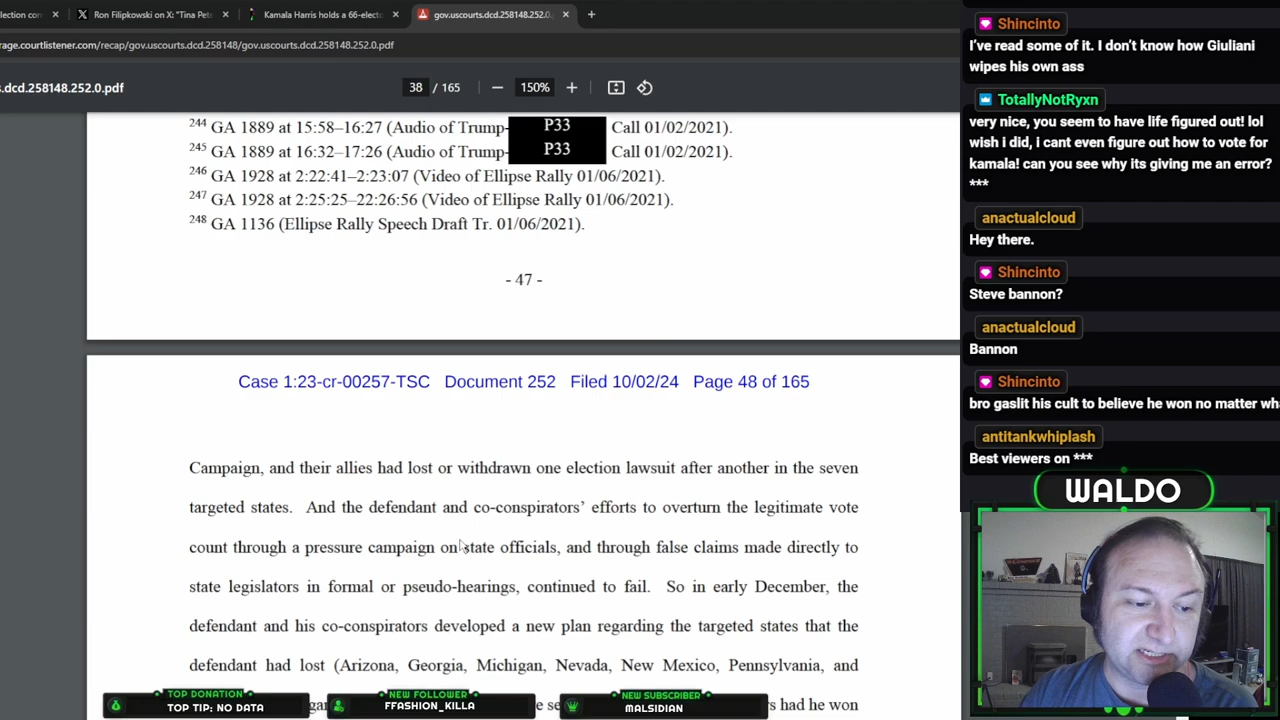 lection con
Ron Filipkowski on X: "Tina Pete
Kamala Harris holds a 66-electo
gov.uscourts.dcd.258148.252.0.p
rage.courtlistener.com/recap/gov.uscourts.dcd.258148/gov.uscourts.dcd.258148.252.0.pdf
s.dcd.258148.252.0.pdf
38 / 165
150%
244 GA 1889 at 15:58–16:27 (Audio of Trump- P33 Call 01/02/2021).
245 GA 1889 at 16:32–17:26 (Audio of Trump- P33 Call 01/02/2021).
246 GA 1928 at 2:22:41–2:23:07 (Video of Ellipse Rally 01/06/2021).
247 GA 1928 at 2:25:25–22:26:56 (Video of Ellipse Rally 01/06/2021).
248 GA 1136 (Ellipse Rally Speech Draft Tr. 01/06/2021).
- 47 -
Case 1:23-cr-00257-TSC Document 252 Filed 10/02/24 Page 48 of 165
Campaign, and their allies had lost or withdrawn one election lawsuit after another in the seven
targeted states. And the defendant and co-conspirators' efforts to overturn the legitimate vote
count through a pressure campaign on state officials, and through false claims made directly to
state legislators in formal or pseudo-hearings, continued to fail. So in early December, the
defendant and his co-conspirators developed a new plan regarding the targeted states that the
defendant had lost (Arizona, Georgia, Michigan, Nevada, New Mexico, Pennsylvania, and
had he won
TOP DONATION
TOP TIP: NO DATA
NEW FOLLOWER
FFASHION_KILLA
NEW SUBSCRIBER
MALSIDIAN
Shincinto
I've read some of it. I don't know how Giuliani
wipes his own ass
TotallyNotRyxn
very nice, you seem to have life figured out! lol
wish i did, i cant even figure out how to vote for
kamala! can you see why its giving me an error?
***
anactualcloud
Hey there.
Shincinto
Steve bannon?
anactualcloud
Bannon
Shincinto
bro gaslit his cult to believe he won no matter wha
antitankwhiplash
Best viewers on ***
WALDO